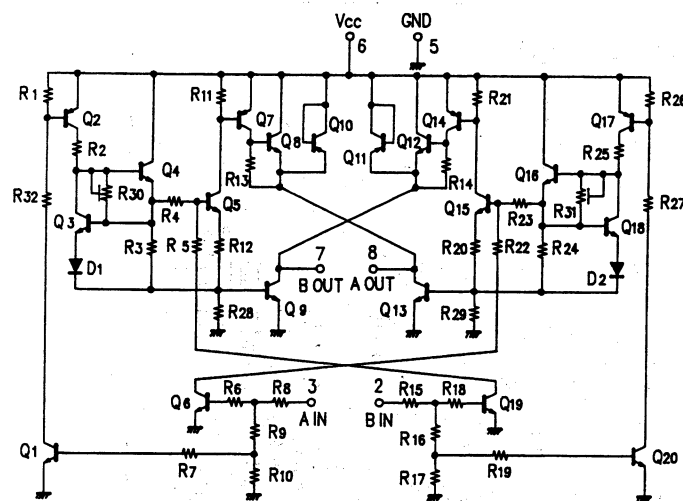 Vcc GND
6 5
R1 R11 R21 R26
Q2 Q7 Q10 Q14 Q17
Q4 Q8 Q12 Q16
R2 Q11 R25
R13 R14
R32 R30 R4 Q5 Q15 R23 R31 R27
Q3 Q18
R3 R5 R12 R20 R22 R24
D1 7 8 D2
B OUT A OUT
R28 Q9 Q13 R29
Q6 R6 R8 3 2 R15 R18 Q19
A IN B IN
R9 R16
Q1 R7 R10 R17 R19 Q20